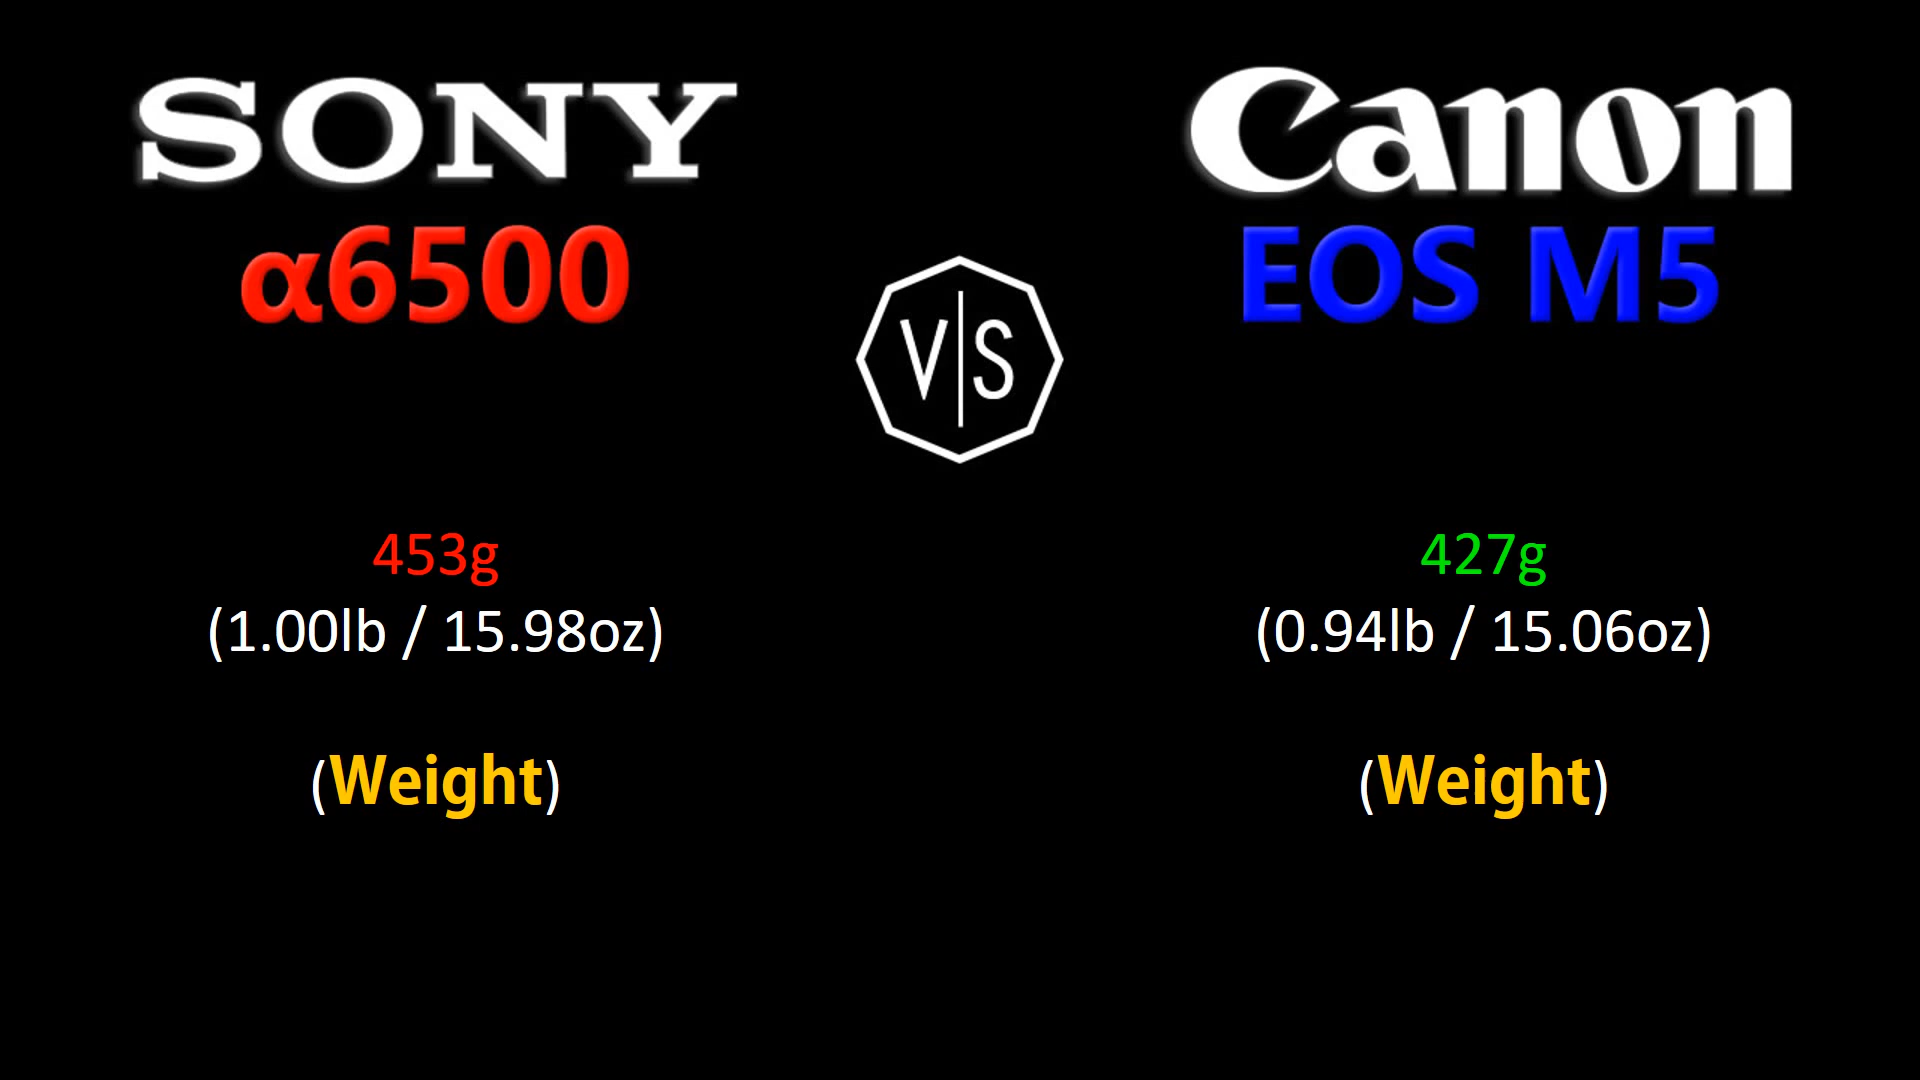 SONY
α6500
V|S
Canon
EOS M5
453g
(1.00lb / 15.98oz)
(Weight)
427g
(0.94lb / 15.06oz)
(Weight)